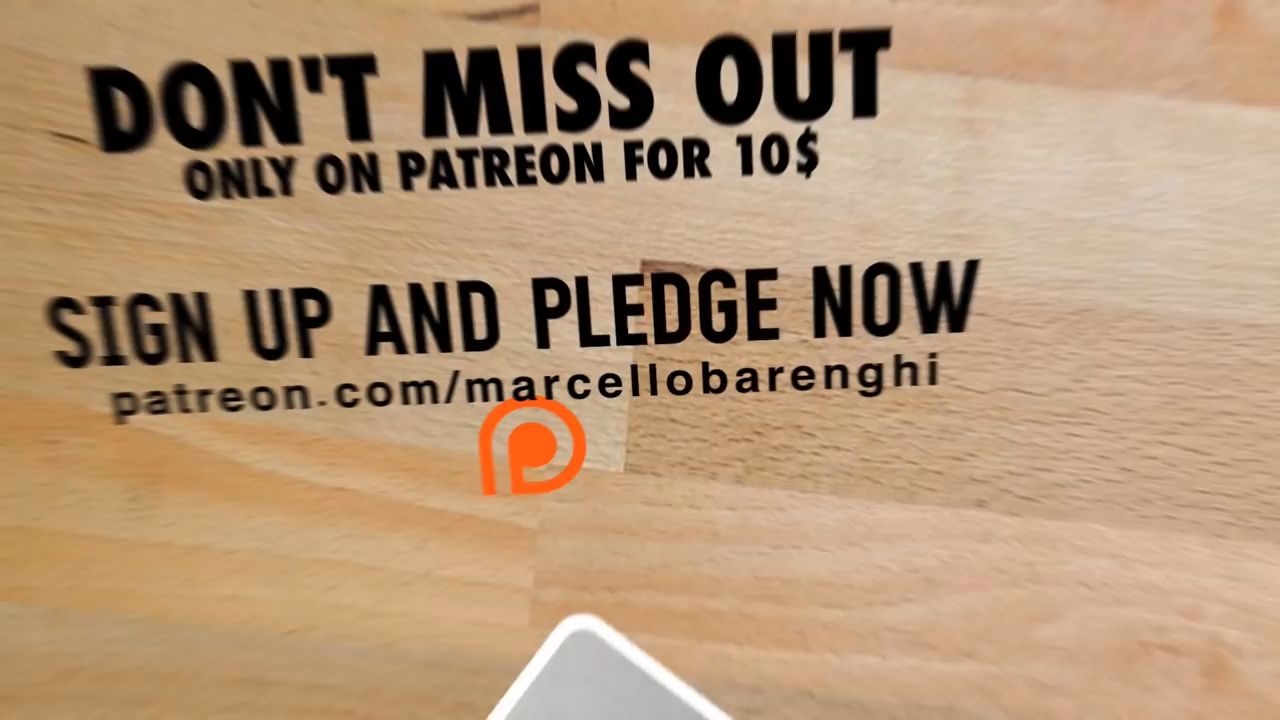 DON'T MISS OUT
ONLY ON PATREON FOR 10$
SIGN UP AND PLEDGE NOW
patreon.com/marcellobarenghi